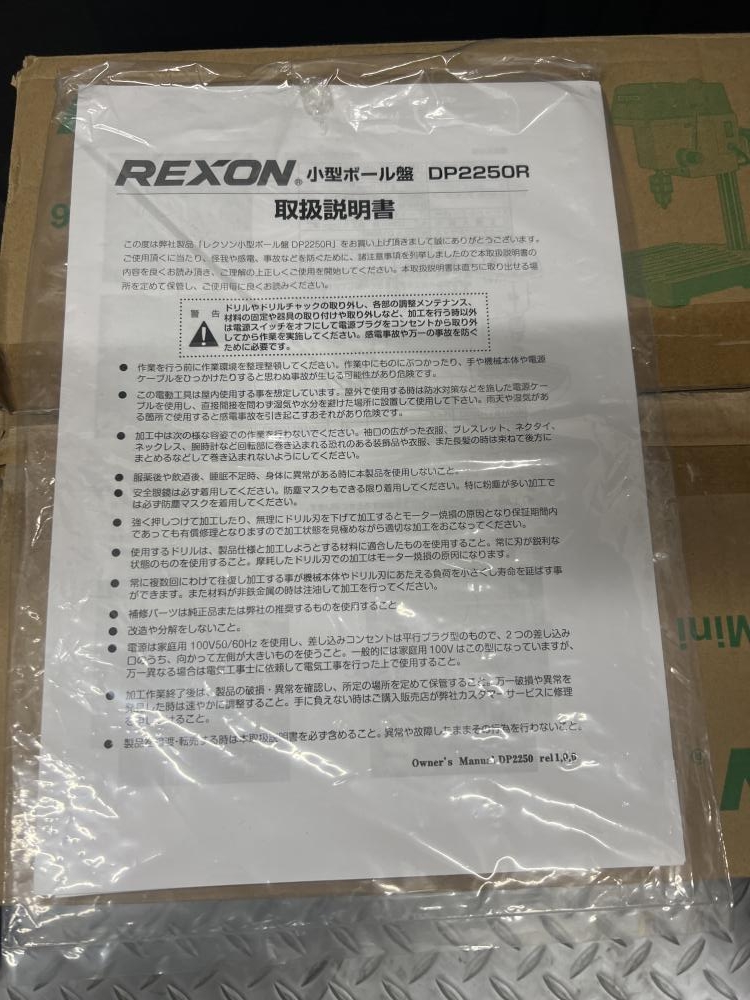 REXON® 小型ボール盤 DP2250R
取扱説明書
この度は弊社製品「レクソン小型ボール盤 DP2250R」をお買い上げ頂きまして誠にありがとうございます。
ご使用頂くに当たり、怪我や感電、事故などを防ぐために、諸注意事項を列挙しましたので本取扱説明書の
内容を良くお読み頂き、ご理解の上正しくご使用を開始してください。本取扱説明書は直ちに取り出せる場
所を定めて保管し、ご使用毎に良くお読みください。
警告
ドリルやドリルチャックの取り外し、各部の調整メンテナンス、
材料の固定や器具の取り付けや取り外しなど、加工を行う時以外
は電源スイッチをオフにして電源プラグをコンセントから取り外
してから作業を実施してください。感電事故や万一の事故を防ぐ
ために必要です。
● 作業を行う前に作業環境を整理整頓してください。作業中にものにぶつかったり、手や機械本体や電源
ケーブルをひっかけたりすると思わぬ事故が生じる可能性があり危険です。
● この電動工具は屋内使用する事を想定しています。屋外で使用する時は防水対策などを施した電源ケー
ブルを使用し、直接間接を問わず湿気や水分を避けた場所に設置して使用して下さい。雨天や湿気があ
る箇所で使用すると感電事故を引き起こすおそれがあり危険です。
● 加工中は次の様な容姿での作業を行わないでください。袖口の広がった衣服、ブレスレット、ネクタイ、
ネックレス、腕時計など回転部に巻き込まれる恐れのある装飾品や衣服、また長髪の時は束ねて後方に
まとめるなどして巻き込まれないようにしてください。
● 服薬後や飲酒後、睡眠不足時、身体に異常がある時に本製品を使用しないこと。
● 安全眼鏡は必ず着用してください。防塵マスクもできる限り着用してください。特に粉塵が多い加工で
は必ず防塵マスクを着用してください。
● 強く押しつけて加工したり、無理にドリル刃を下げて加工するとモーター焼損の原因となり保証期間内
であっても有償修理となりますので加工状態を見極めながら適切な加工をおこなってください。
● 使用するドリルは、製品仕様と加工しようとする材料に適合したものを使用すること。常に刃が鋭利な
状態のものを使用すること。摩耗したドリル刃での加工はモーター焼損の原因になります。
● 常に複数回にわけて往復し加工する事が機械本体やドリル刃にあたえる負荷を小さくし寿命を延ばす事
ができます。また材料が非鉄金属の時は注油して加工を行ってください。
● 補修パーツは純正品または弊社の推奨するものを使用すること
● 改造や分解をしないこと。
● 電源は家庭用 100V50/60Hz を使用し、差し込みコンセントは平行プラグ型のもので、2つの差し込み
口のうち、向かって左側が大きいものを使うこと。一般的には家庭用 100V はこの型になっていますが、
万一異なる場合は電気工事士に依頼して電気工事を行った上で使用すること。
● 加工作業終了後は、製品の破損・異常を確認し、所定の場所を定めて保管すること。万一破損や異常を
発見した時は速やかに調整すること。手に負えない時はご購入販売店が弊社カスタマーサービスに修理
けること。
● 製品を譲渡・転売する時は本取扱説明書を必ず含めること。異常や故障したままその行為を行わないこと。
Owner's Manual DP2250 rel1,0,6
Mini